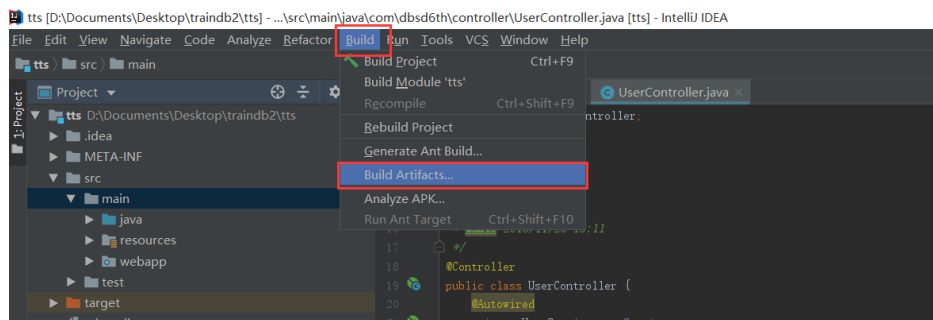 tts [D:\Documents\Desktop\traindb2\tts] - ...\src\main\java\com\dbsd6th\controller\UserController.java [tts] - IntelliJ IDEA
File Edit View Navigate Code Analyze Refactor Build Run Tools VCS Window Help
tts src main
Build Project Ctrl+F9
Build Module 'tts'
Project UserController.java
Recompile Ctrl+Shift+F9
1: Project
tts D:\Documents\Desktop\traindb2\tts
ntroller;
.idea
Rebuild Project
META-INF
Generate Ant Build...
src
Build Artifacts...
main
Analyze APK...
java
Run Ant Target Ctrl+Shift+F10
resources
17 */
webapp
18 @Controller
test
19 public class UserController {
target
20 @Autowired